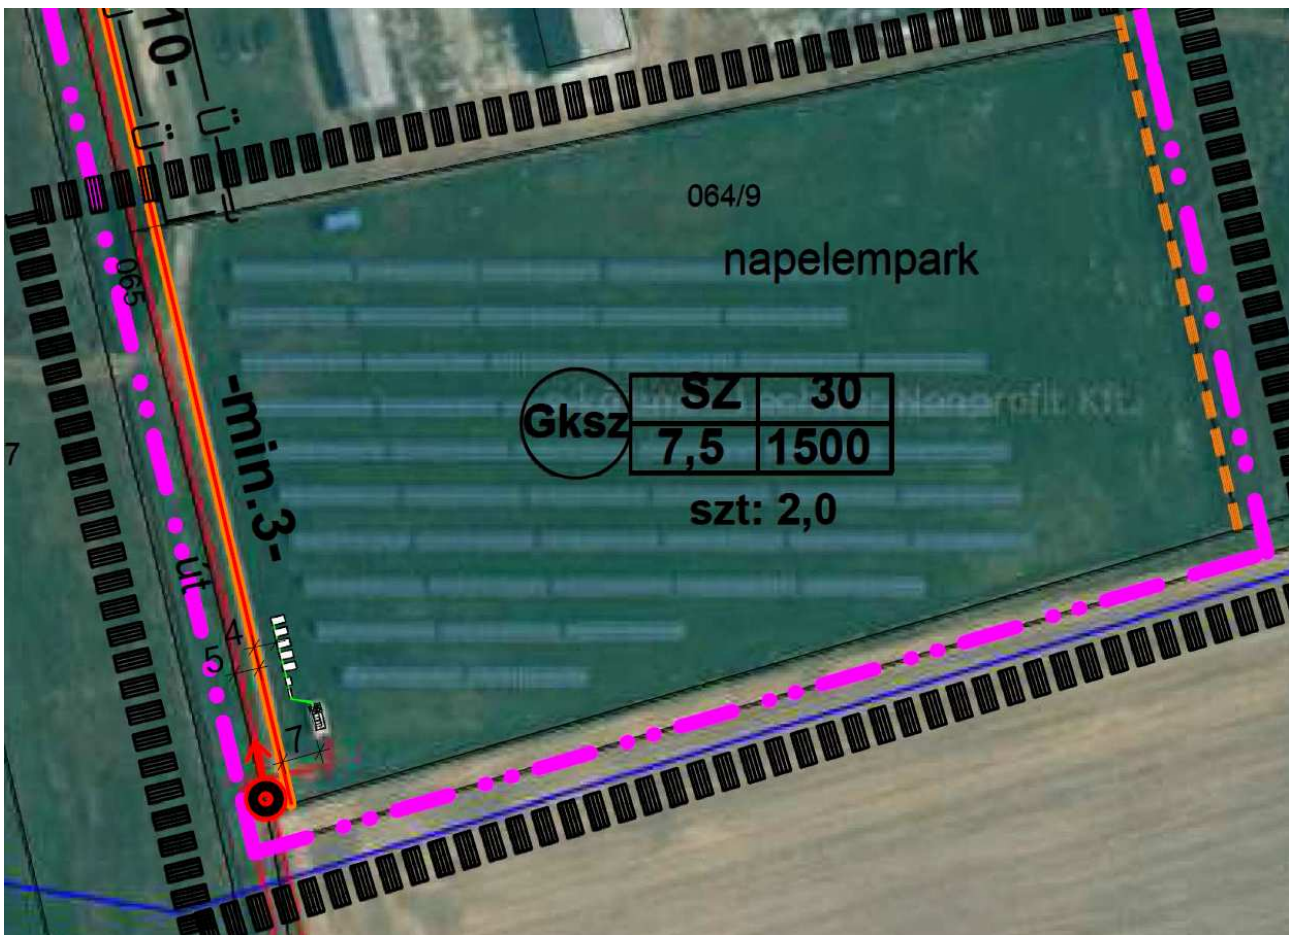 10-
Ü
Ü
064/9
napelempark
065
-min.3-
Gksz
SZ 30
7,5 1500
szt: 2,0
7
út
4
5
7